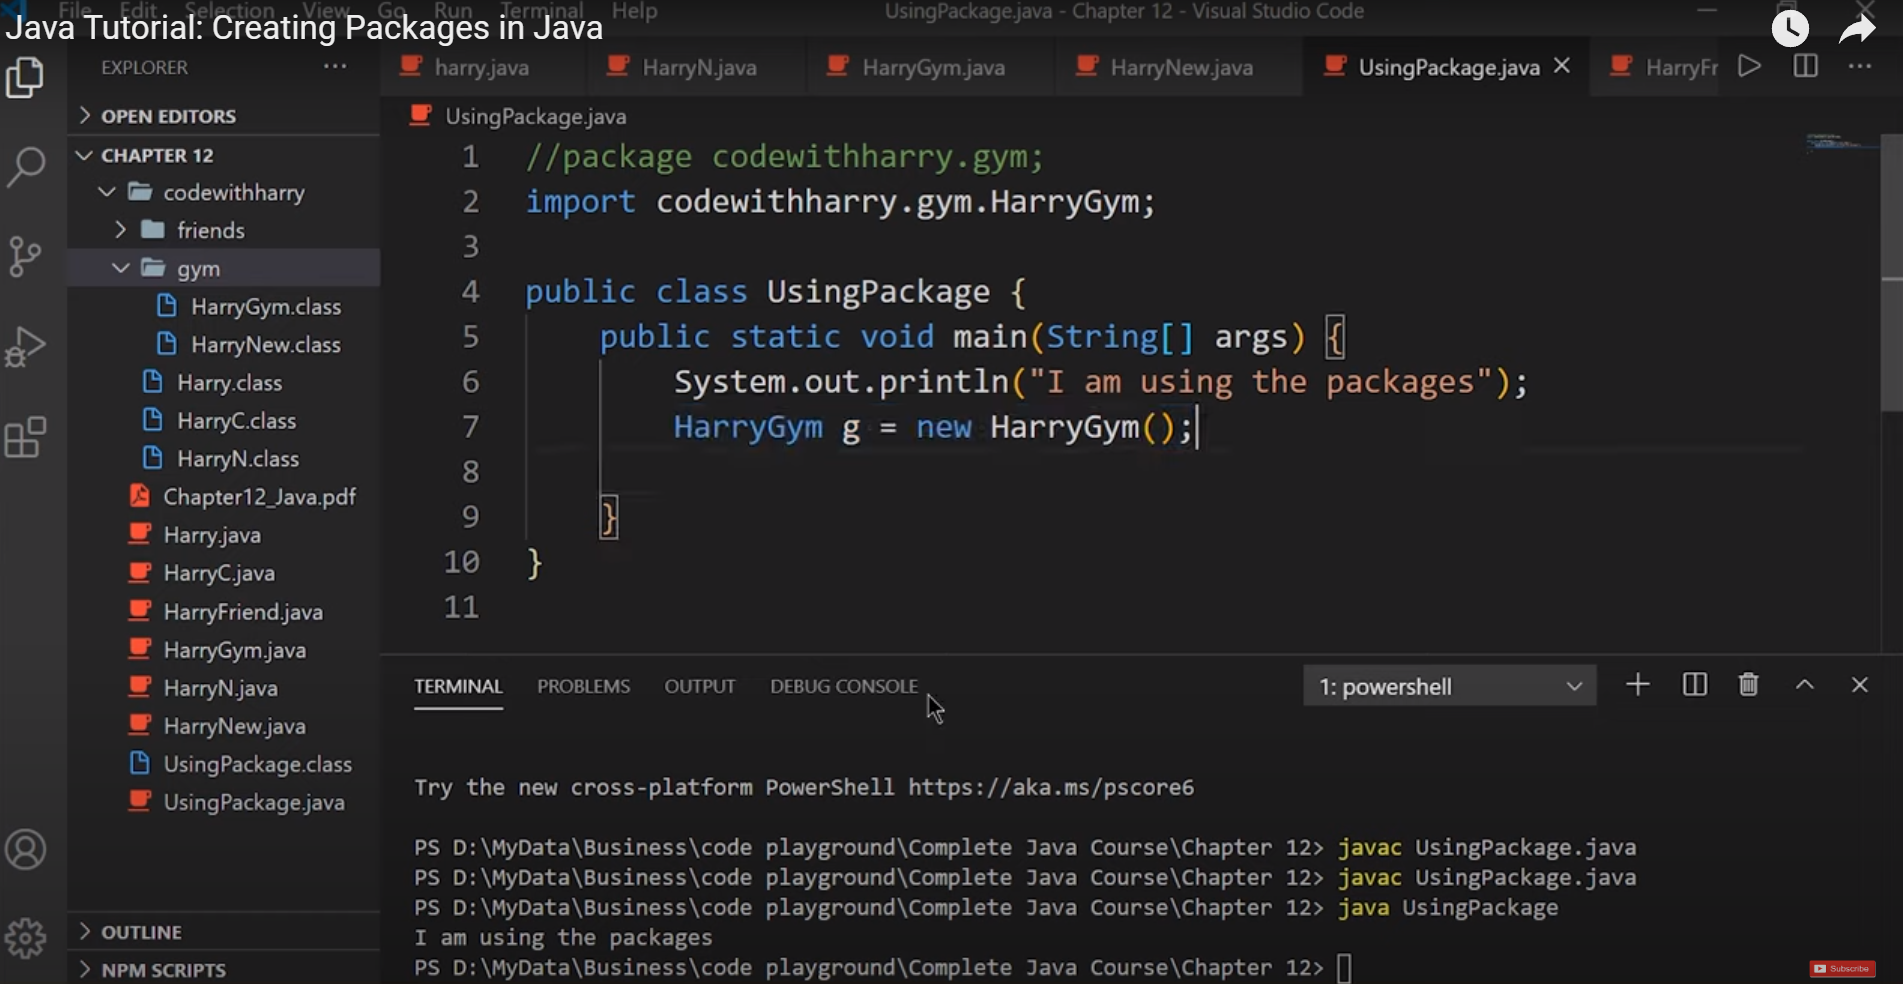 File Edit Selection View Go Run Terminal Help UsingPackage.java - Chapter 12 - Visual Studio Code
Java Tutorial: Creating Packages in Java
EXPLORER
OPEN EDITORS
CHAPTER 12
codewithharry
friends
gym
HarryGym.class
HarryNew.class
Harry.class
HarryC.class
HarryN.class
Chapter12_Java.pdf
Harry.java
HarryC.java
HarryFriend.java
HarryGym.java
HarryN.java
HarryNew.java
UsingPackage.class
UsingPackage.java
OUTLINE
NPM SCRIPTS
harry.java HarryN.java HarryGym.java HarryNew.java UsingPackage.java HarryFr
UsingPackage.java
1 //package codewithharry.gym;
2 import codewithharry.gym.HarryGym;
3
4 public class UsingPackage {
5 public static void main(String[] args) {
6 System.out.println("I am using the packages");
7 HarryGym g = new HarryGym();
8
9 }
10 }
11
TERMINAL PROBLEMS OUTPUT DEBUG CONSOLE 1: powershell
Try the new cross-platform PowerShell https://aka.ms/pscore6
PS D:\MyData\Business\code playground\Complete Java Course\Chapter 12> javac UsingPackage.java
PS D:\MyData\Business\code playground\Complete Java Course\Chapter 12> javac UsingPackage.java
PS D:\MyData\Business\code playground\Complete Java Course\Chapter 12> java UsingPackage
I am using the packages
PS D:\MyData\Business\code playground\Complete Java Course\Chapter 12>
Subscribe